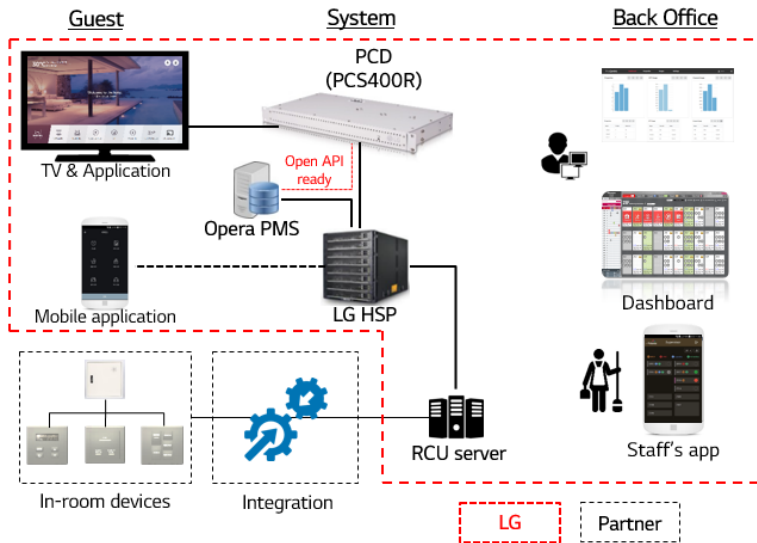 Guest
System
Back Office
PCD
(PCS400R)
TV & Application
Open API
ready
Opera PMS
Mobile application
LG HSP
Dashboard
In-room devices
Integration
RCU server
Staff's app
LG
Partner